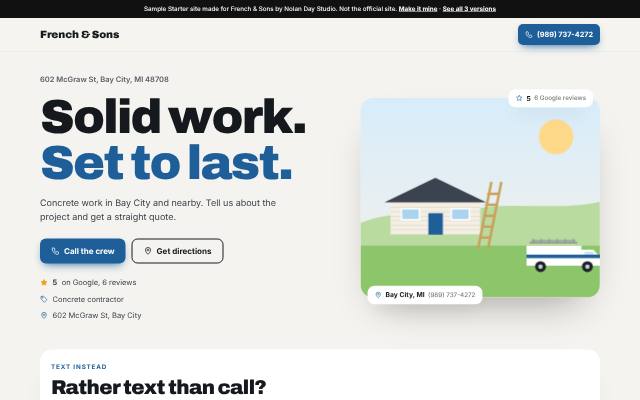 Sample Starter site made for French & Sons by Nolan Day Studio. Not the official site. Make it mine · See all 3 versions
French & Sons
(989) 737-4272
602 McGraw St, Bay City, MI 48708
Solid work.
Set to last.
Concrete work in Bay City and nearby. Tell us about the
project and get a straight quote.
Call the crew
Get directions
5 on Google, 6 reviews
Concrete contractor
602 McGraw St, Bay City
5 6 Google reviews
Bay City, MI (989) 737-4272
TEXT INSTEAD
Rather text than call?